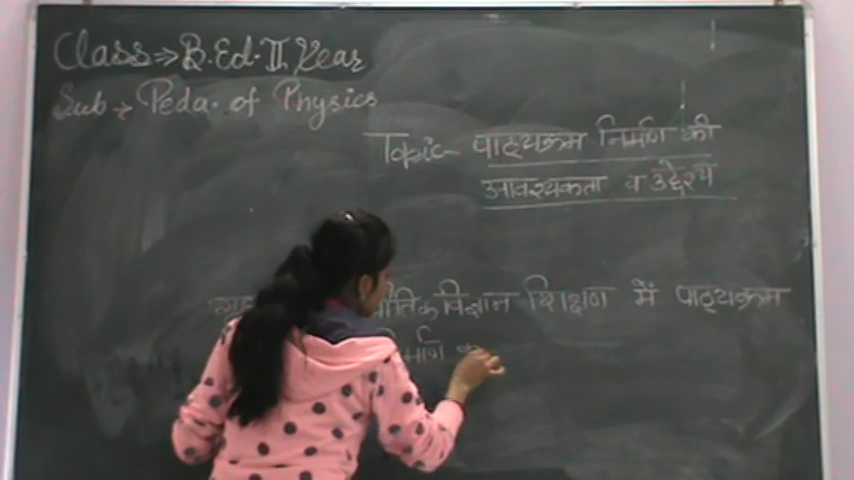 Class → B.Ed. II Year
Sub → Peda. of Physics
Topic - पाठ्यक्रम निर्माण की
आवश्यकता व उद्देश्य
विज्ञान शिक्षण में पाठ्यक्रम